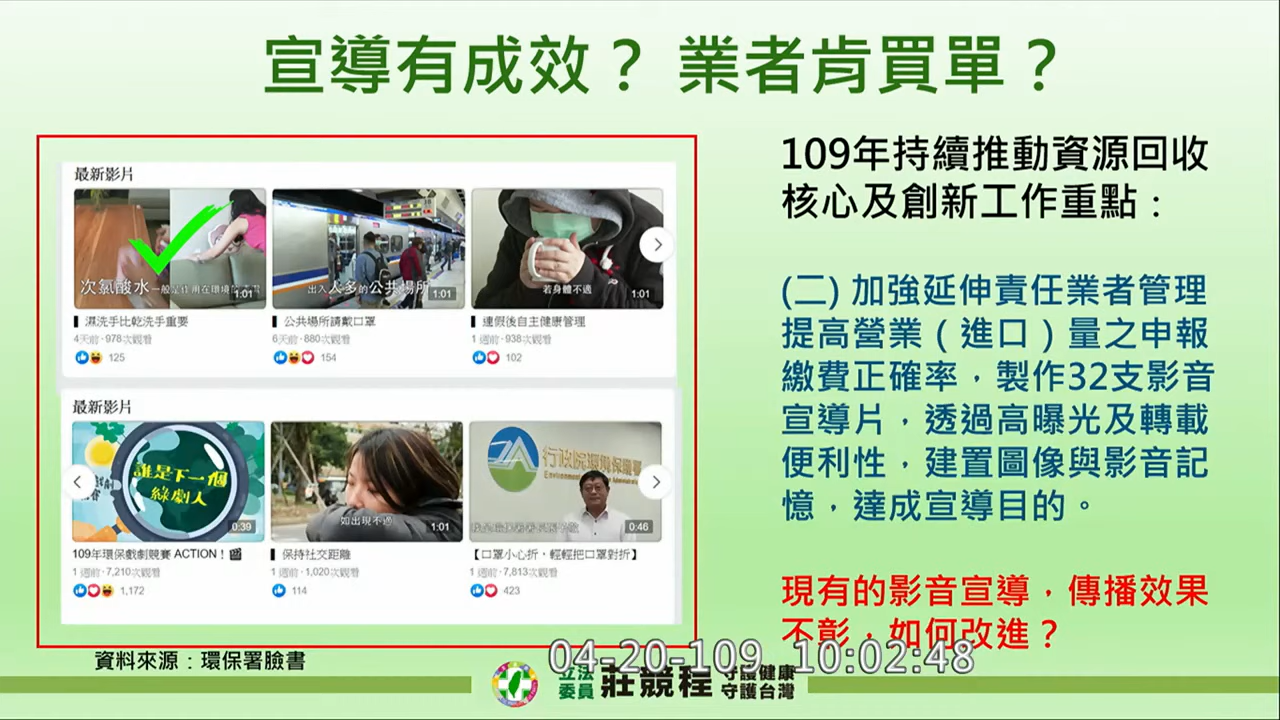 宣導有成效？ 業者肯買單？
最新影片
次氯酸水一般是作用在環境的清潔
1:01
出入人多的公共場所
1:01
若身體不適
1:01
濕洗手比乾洗手重要
4天前·978次觀看
125
公共場所請戴口罩
6天前·880次觀看
154
連假後自主健康管理
1 週前·938次觀看
102
最新影片
誰是下一個
綠劇人
0:39
如出現不適
1:01
行政院環境保護署
0:46
109年環保戲劇競賽 ACTION！🎬
1 週前·7,210次觀看
1,172
保持社交距離
1 週前·1,020次觀看
114
【口罩小心折，輕輕把口罩對折】
1 週前·7,813次觀看
423
資料來源：環保署臉書
109年持續推動資源回收
核心及創新工作重點：
(二) 加強延伸責任業者管理
提高營業（進口）量之申報
繳費正確率，製作32支影音
宣導片，透過高曝光及轉載
便利性，建置圖像與影音記
憶，達成宣導目的。
現有的影音宣導，傳播效果
不彰，如何改進？
04-20-109 10:02:48
立法
委員
莊競程
守護健康
守護台灣